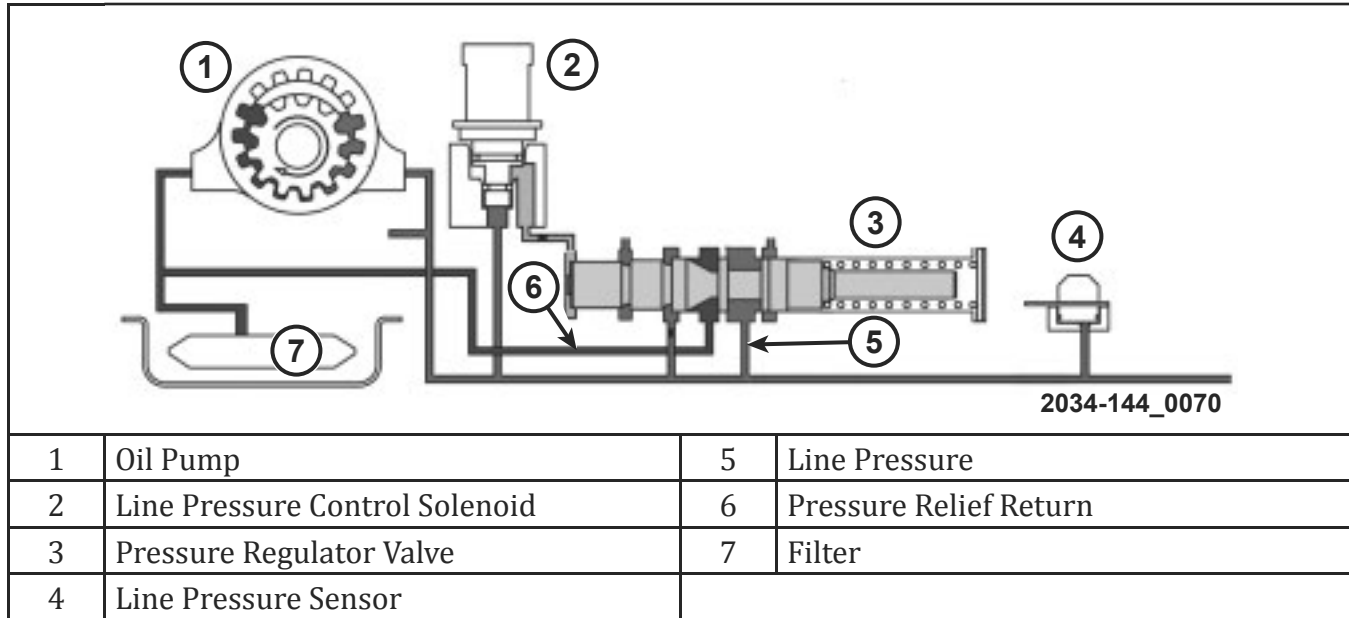 1
2
3
4
6
5
7
2034-144_0070
1 Oil Pump 5 Line Pressure
2 Line Pressure Control Solenoid 6 Pressure Relief Return
3 Pressure Regulator Valve 7 Filter
4 Line Pressure Sensor